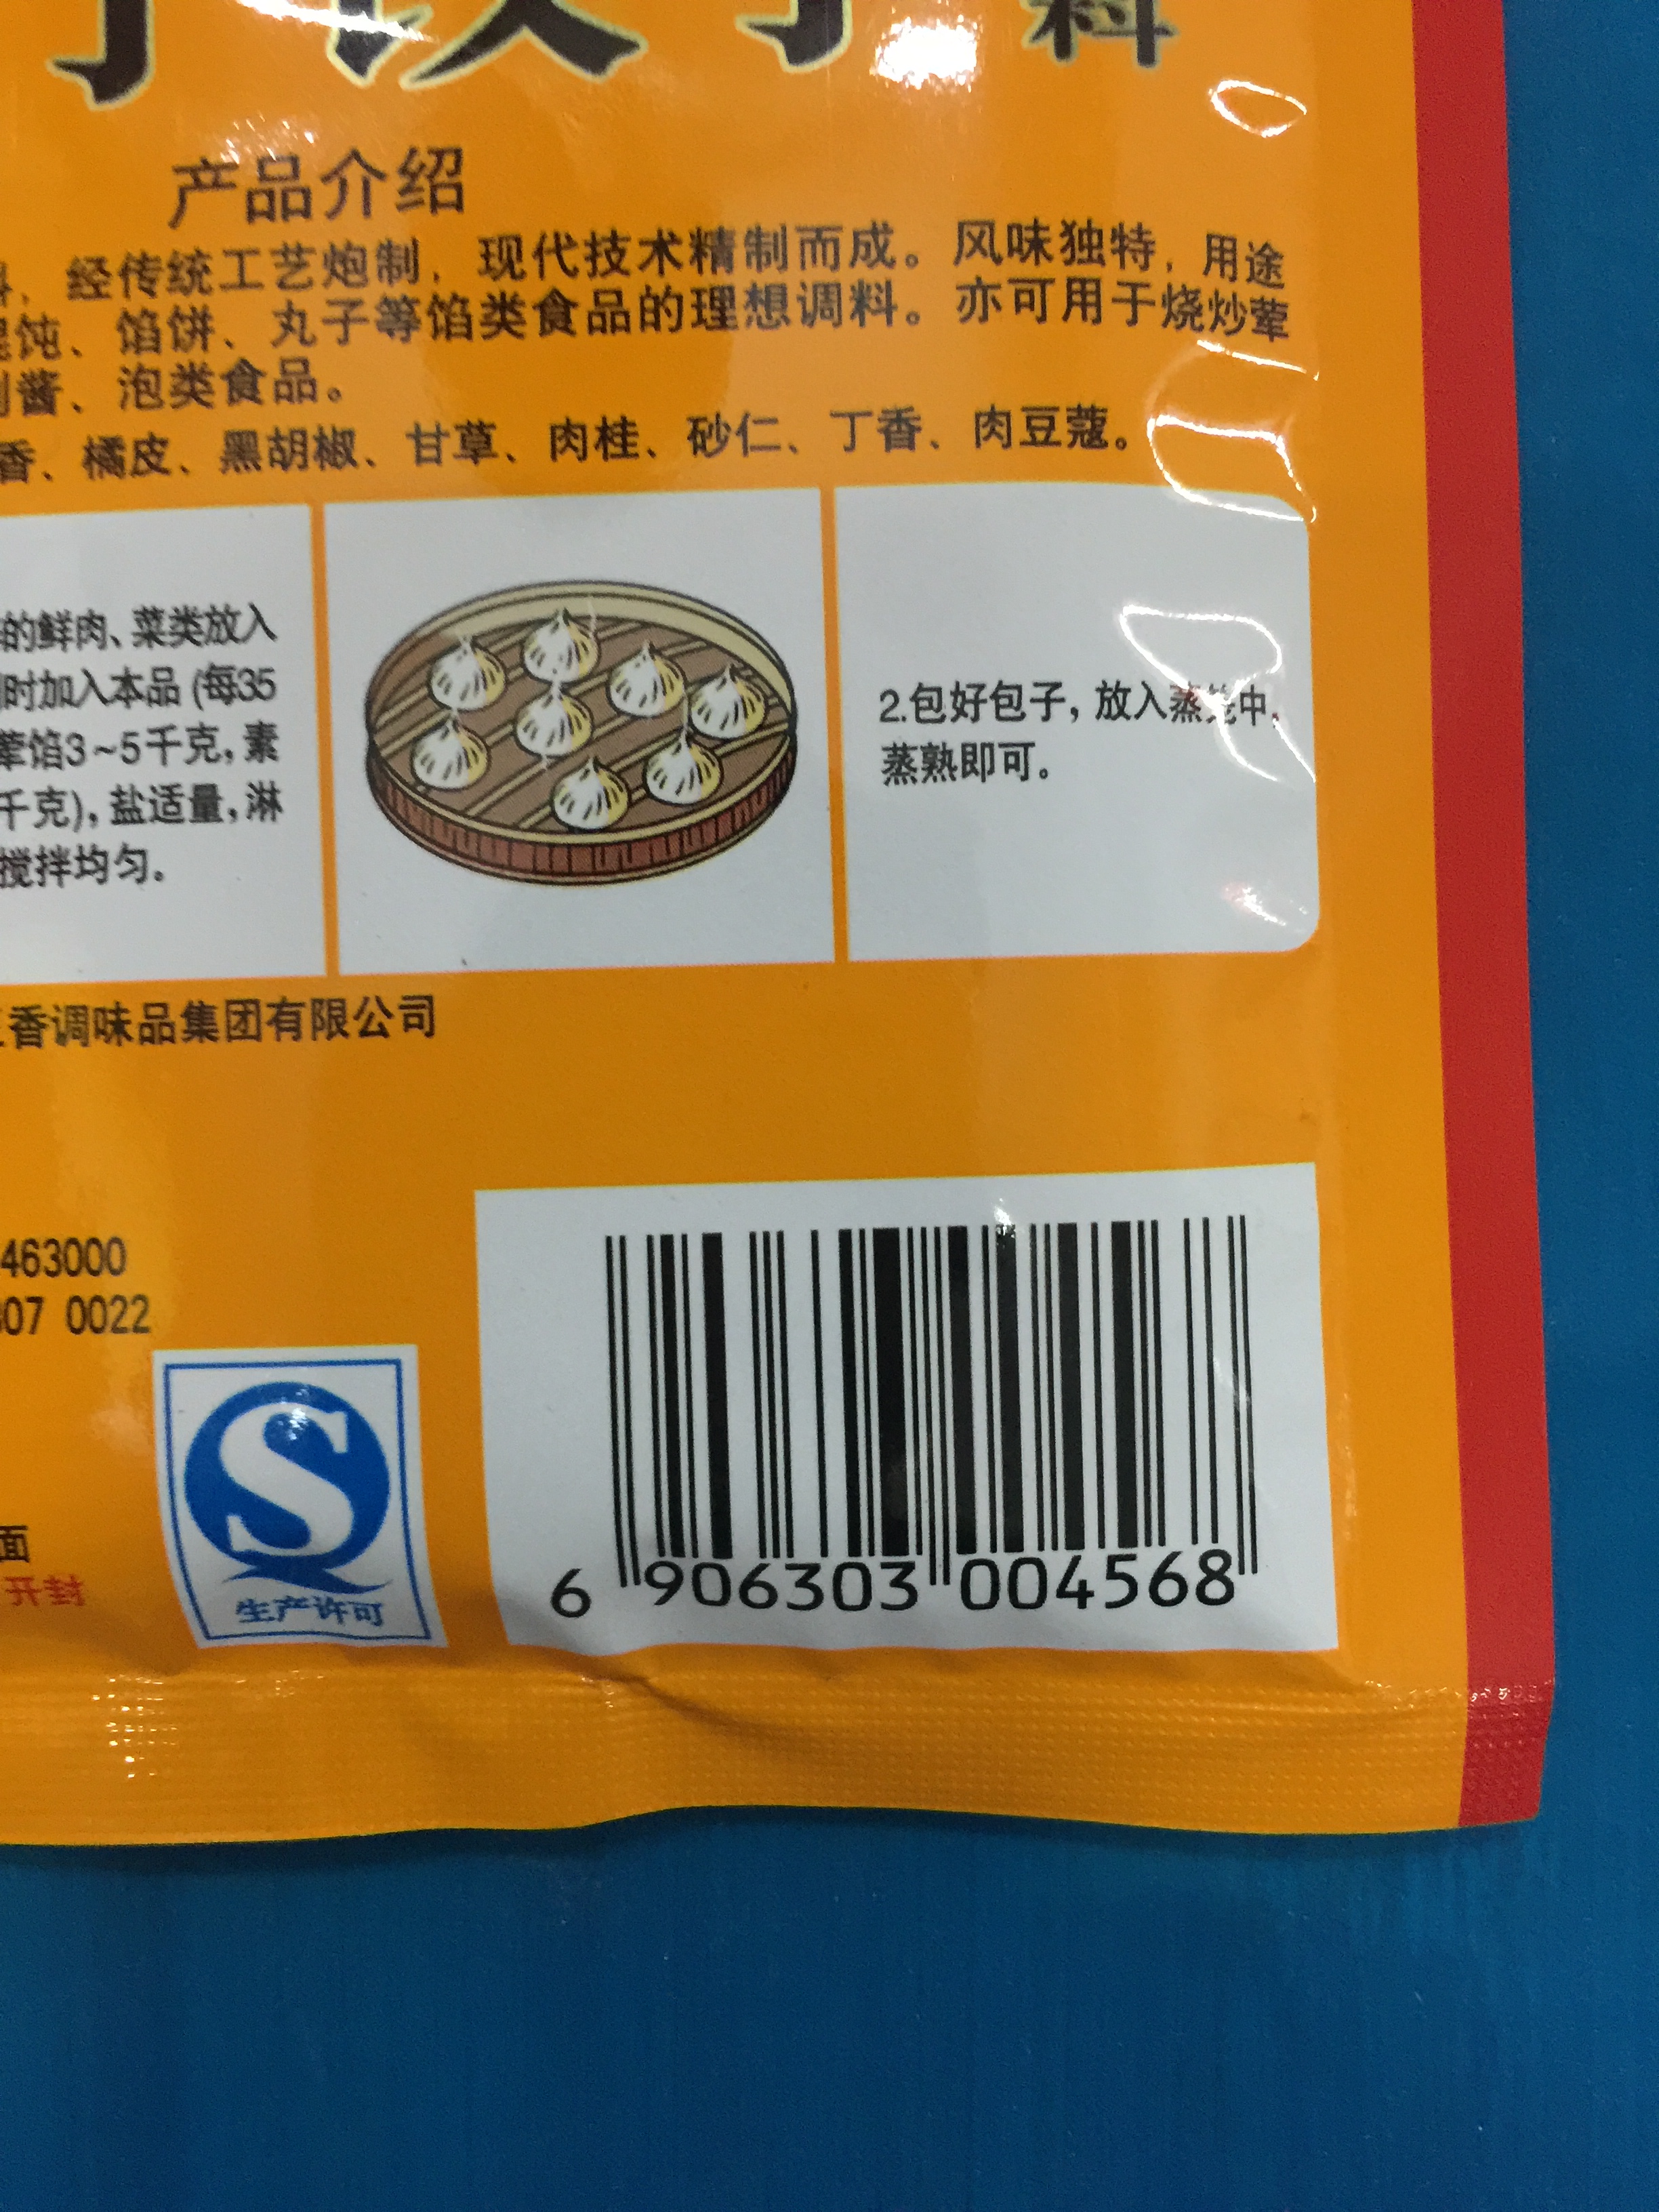 产品介绍
经传统工艺炮制，现代技术精制而成。风味独特，用途
饨、馅饼、丸子等馅类食品的理想调料。亦可用于烧炒荤
酱、泡类食品。
香、橘皮、黑胡椒、甘草、肉桂、砂仁、丁香、肉豆蔻。
的鲜肉、菜类放入
时加入本品(每35
荤馅3~5千克,素
千克),盐适量,淋
搅拌均匀。
2.包好包子,放入蒸笼中,
蒸熟即可。
香调味品集团有限公司
463000
07 0022
面
开封
生产许可
6 906303 004568